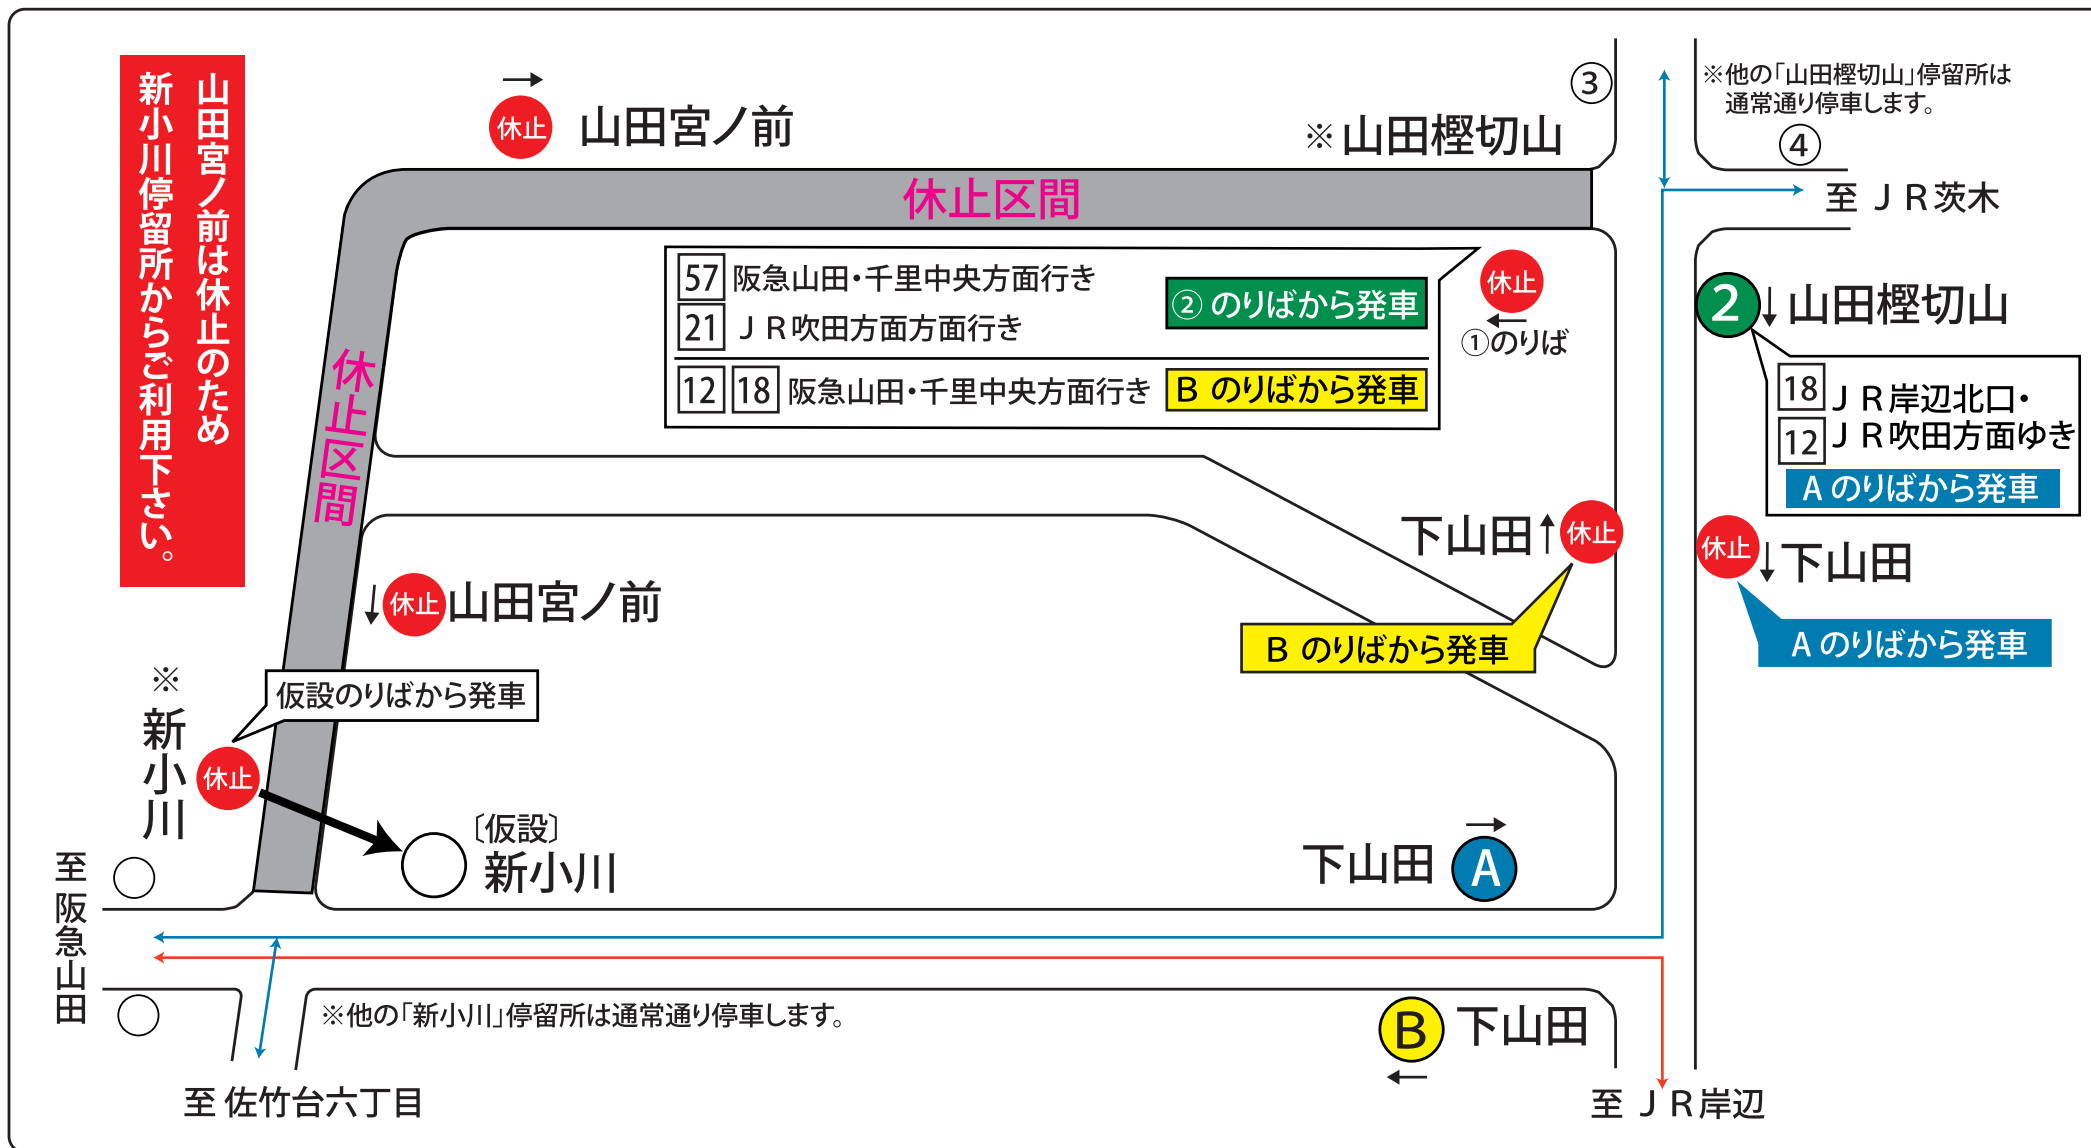 山田宮ノ前は休止のため
新小川停留所からご利用下さい。
休止 山田宮ノ前
※山田樫切山
③
※他の「山田樫切山」停留所は
通常通り停車します。
④
至 JR茨木
休止区間
57 阪急山田・千里中央方面行き
21 JR吹田方面方面行き
② のりばから発車
12 18 阪急山田・千里中央方面行き
B のりばから発車
休止
①のりば
2 山田樫切山
18 JR岸辺北口・
12 JR吹田方面ゆき
A のりばから発車
休止区間
下山田 休止
B のりばから発車
休止 下山田
A のりばから発車
休止 山田宮ノ前
仮設のりばから発車
※新小川
休止
〔仮設〕
新小川
下山田 A
至 阪急山田
※他の「新小川」停留所は通常通り停車します。
B 下山田
至 佐竹台六丁目
至 JR岸辺